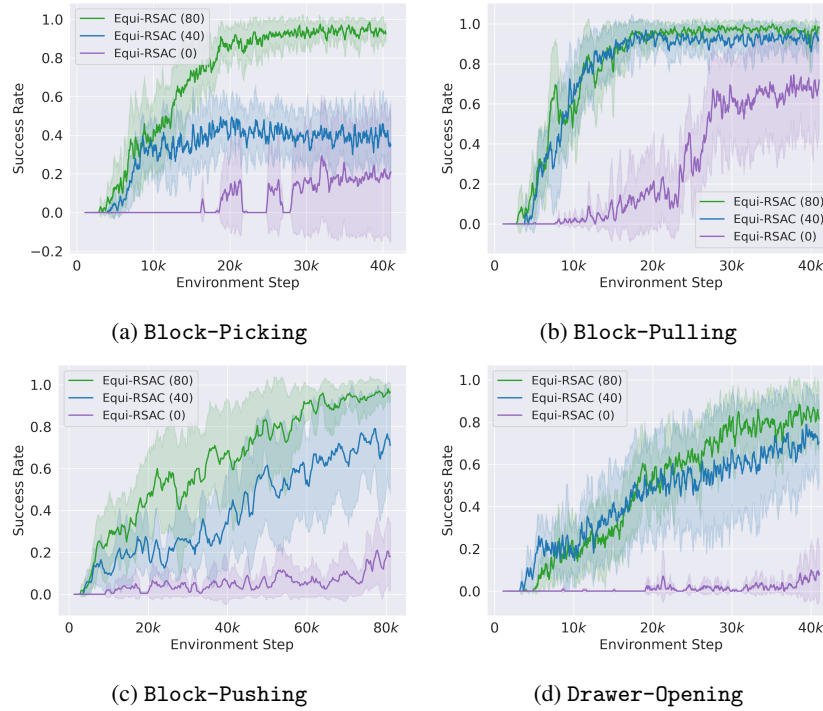 Equi-RSAC (80)
Equi-RSAC (40)
Equi-RSAC (0)
Success Rate
1.0
0.8
0.6
0.4
0.2
0.0
−0.2
0
10k
20k
30k
40k
Environment Step
(a) Block-Picking
Equi-RSAC (80)
Equi-RSAC (40)
Equi-RSAC (0)
Success Rate
1.0
0.8
0.6
0.4
0.2
0.0
0
10k
20k
30k
40k
Environment Step
(b) Block-Pulling
Equi-RSAC (80)
Equi-RSAC (40)
Equi-RSAC (0)
Success Rate
1.0
0.8
0.6
0.4
0.2
0.0
0
20k
40k
60k
80k
Environment Step
(c) Block-Pushing
Equi-RSAC (80)
Equi-RSAC (40)
Equi-RSAC (0)
Success Rate
1.0
0.8
0.6
0.4
0.2
0.0
0
10k
20k
30k
40k
Environment Step
(d) Drawer-Opening